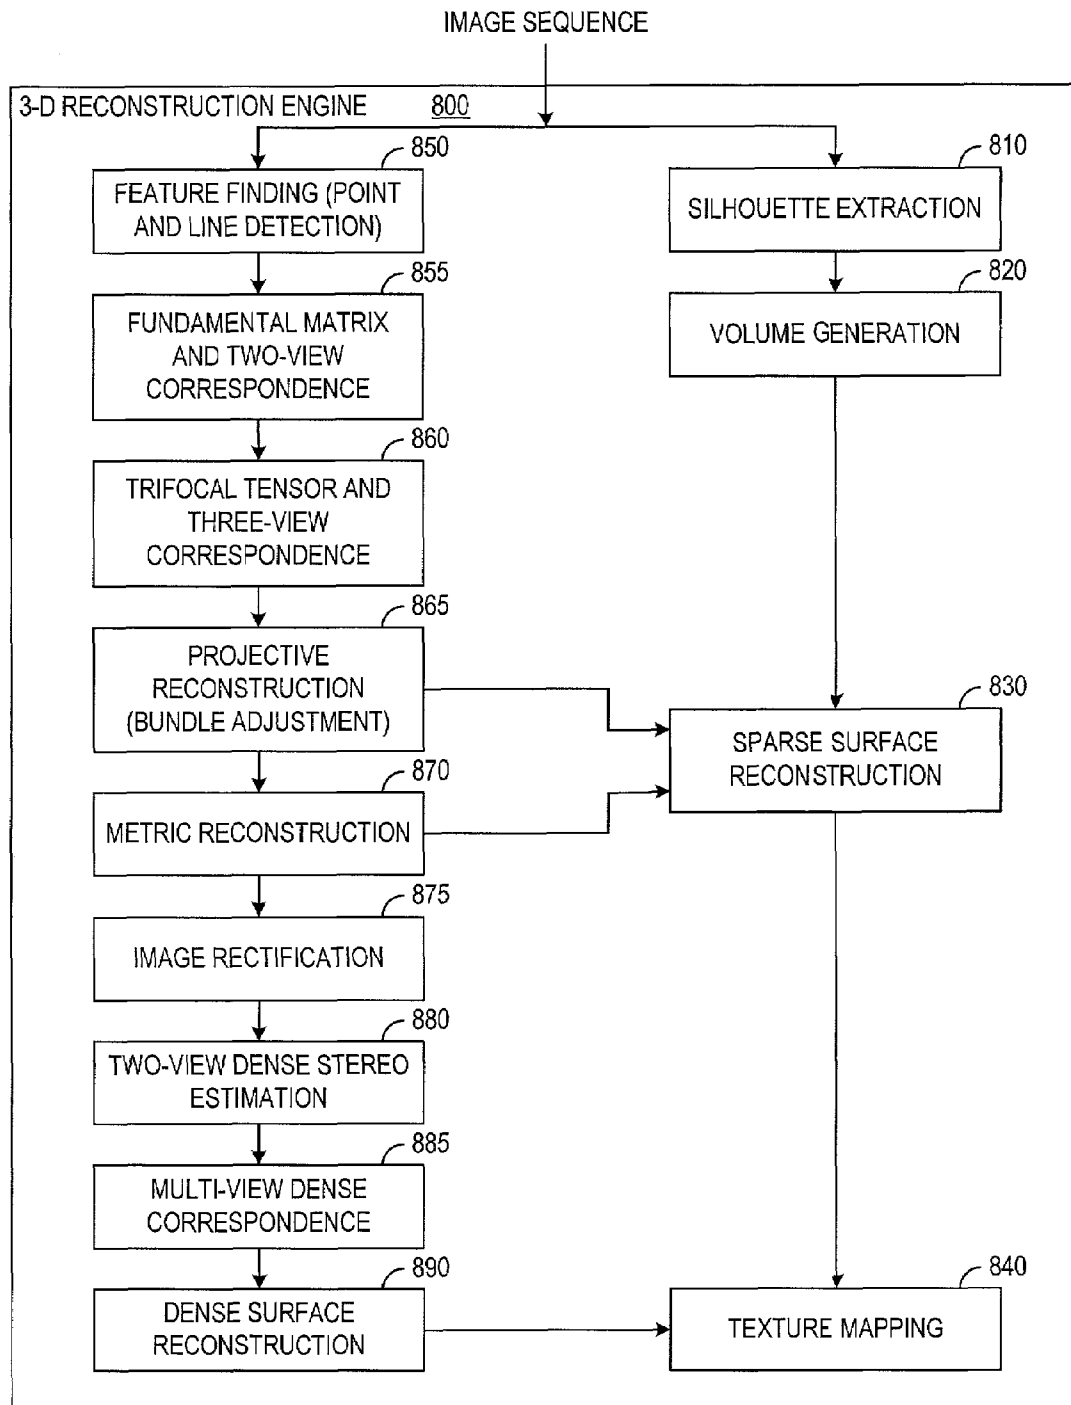 IMAGE SEQUENCE
3-D RECONSTRUCTION ENGINE 800
850
FEATURE FINDING (POINT
AND LINE DETECTION)
855
FUNDAMENTAL MATRIX
AND TWO-VIEW
CORRESPONDENCE
860
TRIFOCAL TENSOR AND
THREE-VIEW
CORRESPONDENCE
865
PROJECTIVE
RECONSTRUCTION
(BUNDLE ADJUSTMENT)
870
METRIC RECONSTRUCTION
875
IMAGE RECTIFICATION
880
TWO-VIEW DENSE STEREO
ESTIMATION
885
MULTI-VIEW DENSE
CORRESPONDENCE
890
DENSE SURFACE
RECONSTRUCTION
810
SILHOUETTE EXTRACTION
820
VOLUME GENERATION
830
SPARSE SURFACE
RECONSTRUCTION
840
TEXTURE MAPPING